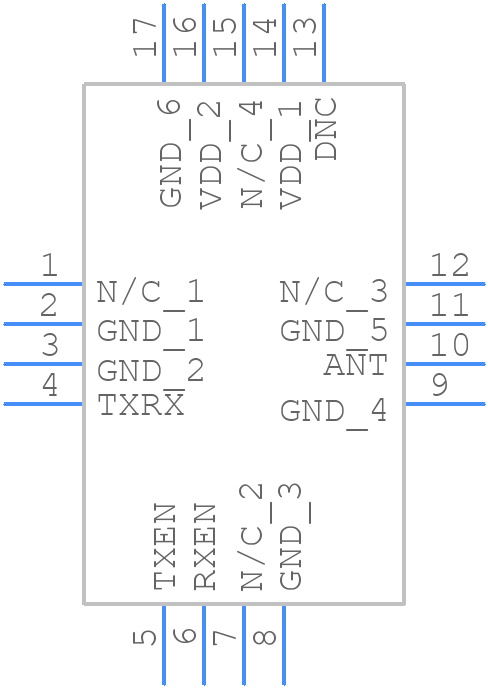 17 16 15 14 13
GND_6 VDD_2 N/C_4 VDD_1 DNC
1 N/C_1
2 GND_1
3 GND_2
4 TXRX
N/C_3 12
GND_5 11
ANT 10
GND_4 9
TXEN RXEN N/C_2 GND_3
5 6 7 8